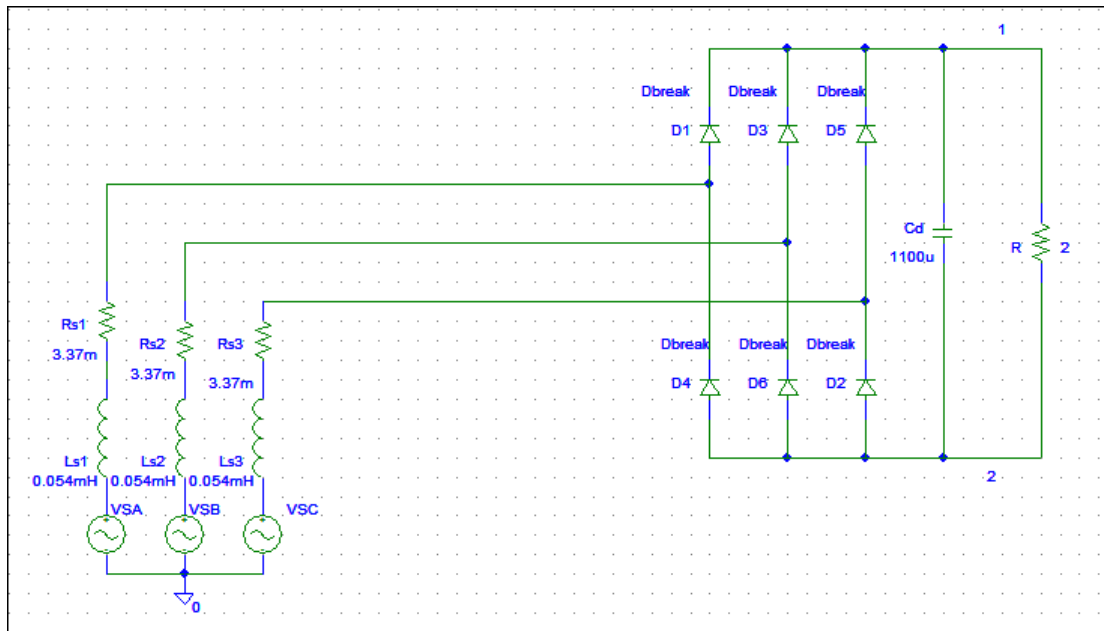 1
Dbreak Dbreak Dbreak
D1 D3 D5
Cd
1100u
R 2
Rs1
3.37m
Rs2
3.37m
Rs3
3.37m
Dbreak Dbreak Dbreak
D4 D6 D2
2
Ls1 Ls2 Ls3
0.054mH 0.054mH 0.054mH
VSA VSB VSC
0